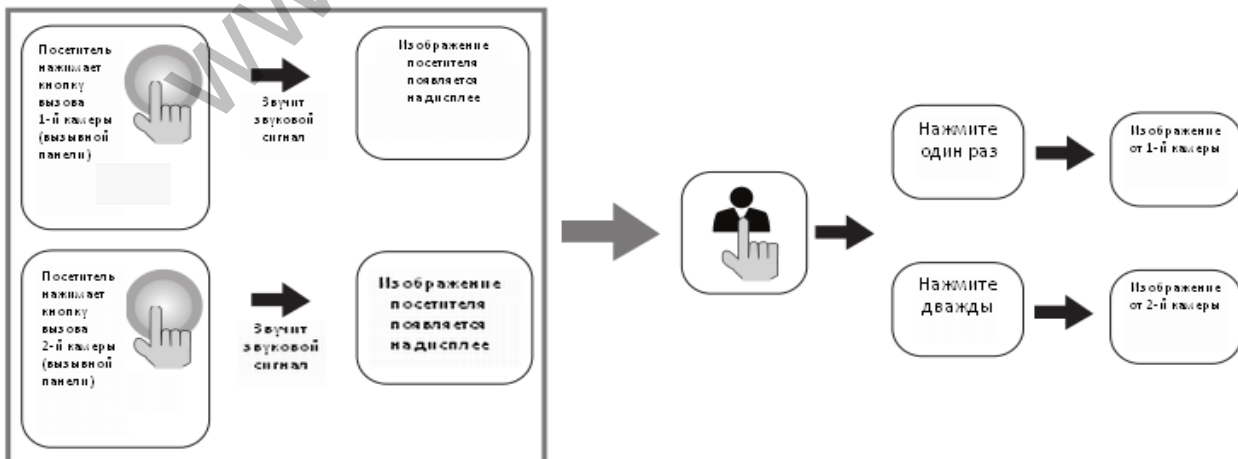 Посетитель
нажимает
кнопку
вызова
1-й камеры
(вызывной
панели)
Звучит
звуковой
сигнал
Изображение
посетителя
появляется
на дисплее
Посетитель
нажимает
кнопку
вызова
2-й камеры
(вызывной
панели)
Звучит
звуковой
сигнал
Изображение
посетителя
появляется
на дисплее
Нажмите
один раз
Изображение
от 1-й камеры
Нажмите
дважды
Изображение
от 2-й камеры